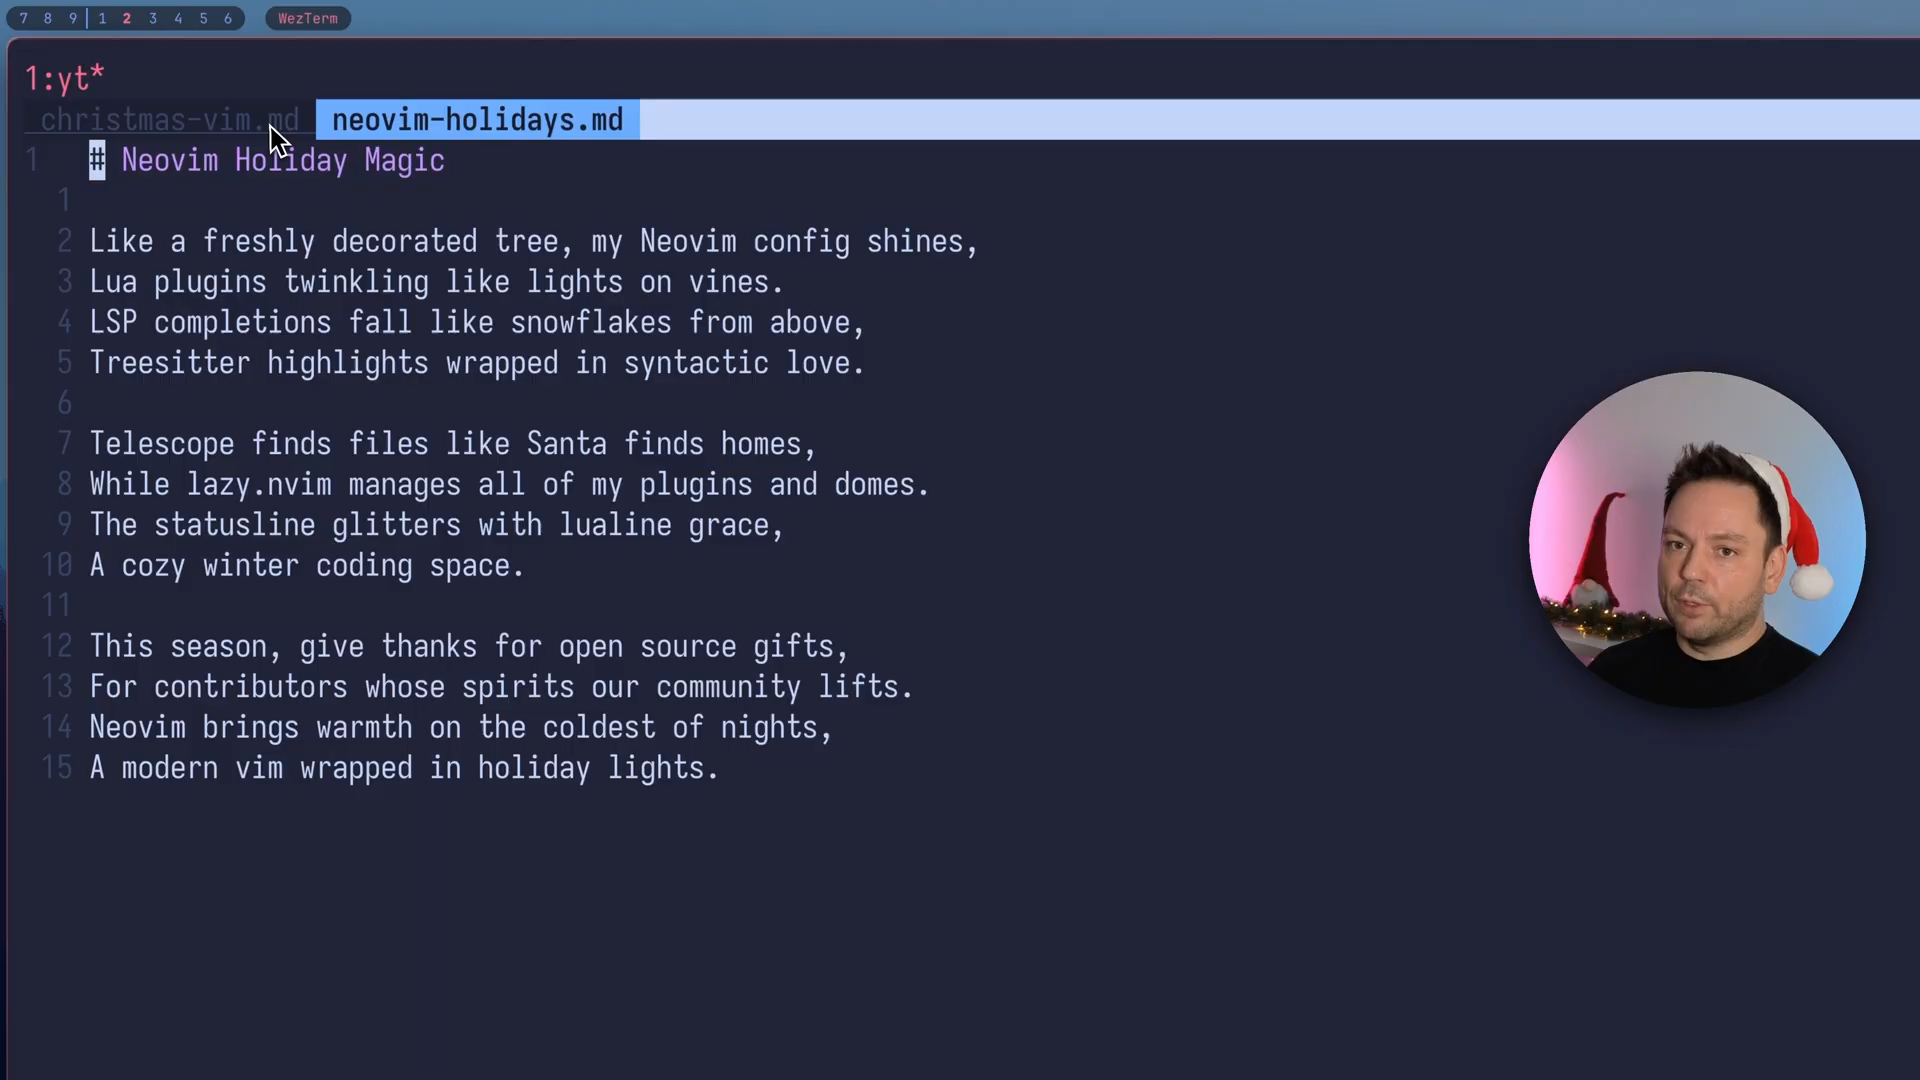 7 8 9 1 2 3 4 5 6 WezTerm
1:yt*
christmas-vim.md neovim-holidays.md
1 # Neovim Holiday Magic
1
2 Like a freshly decorated tree, my Neovim config shines,
3 Lua plugins twinkling like lights on vines.
4 LSP completions fall like snowflakes from above,
5 Treesitter highlights wrapped in syntactic love.
6
7 Telescope finds files like Santa finds homes,
8 While lazy.nvim manages all of my plugins and domes.
9 The statusline glitters with lualine grace,
10 A cozy winter coding space.
11
12 This season, give thanks for open source gifts,
13 For contributors whose spirits our community lifts.
14 Neovim brings warmth on the coldest of nights,
15 A modern vim wrapped in holiday lights.